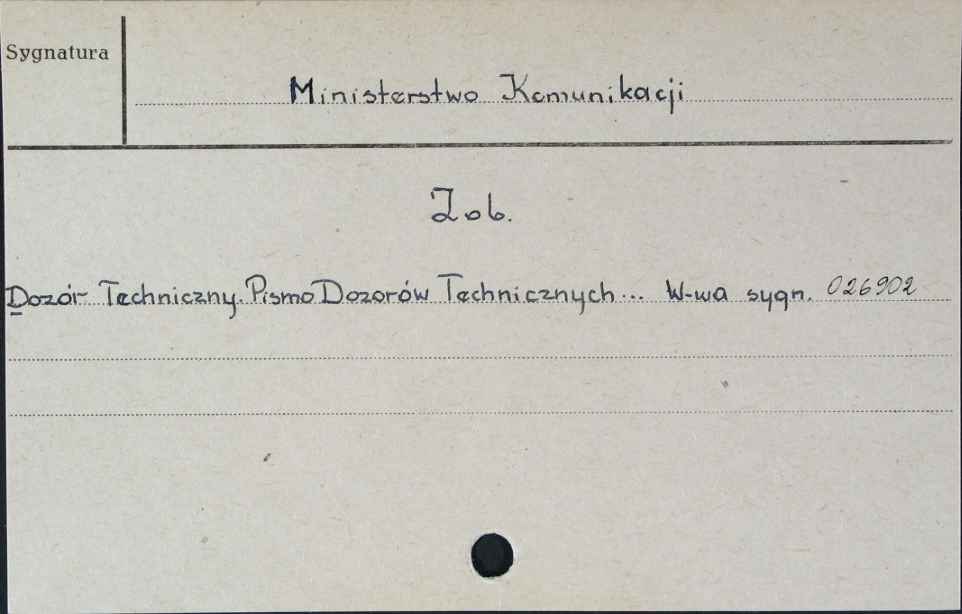 Sygnatura
Ministerstwo Komunikacji
Zob.
Dozór Techniczny. Pismo Dozorów Technicznych... W-wa sygn. 026902